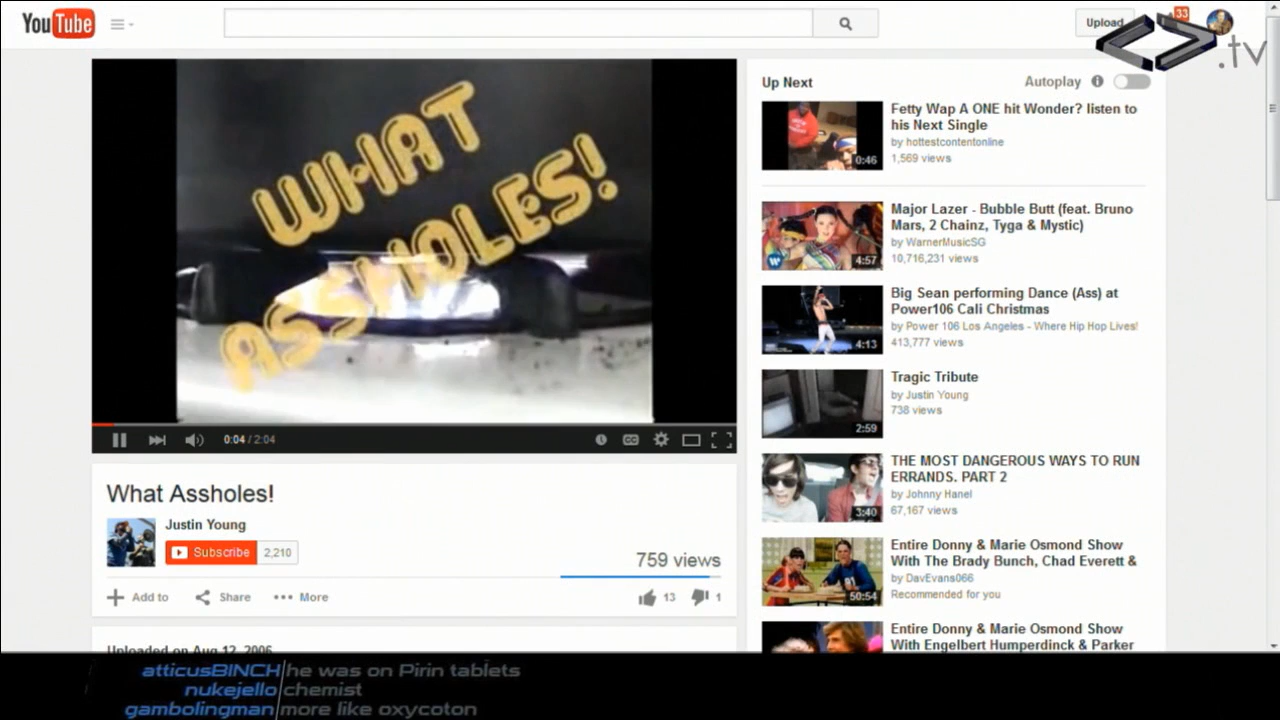 YouTube
Upload
33
<>.tv
WHAT
ASSHOLES!
0:04 / 2:04
CC
What Assholes!
Justin Young
Subscribe
2,210
759 views
Add to
Share
More
13
1
Uploaded on Aug 12, 2006
Up Next
Autoplay
Fetty Wap A ONE hit Wonder? listen to
his Next Single
by hottestcontentonline
1,569 views
0:46
Major Lazer - Bubble Butt (feat. Bruno
Mars, 2 Chainz, Tyga & Mystic)
by WarnerMusicSG
10,716,231 views
4:57
Big Sean performing Dance (Ass) at
Power106 Cali Christmas
by Power 106 Los Angeles - Where Hip Hop Lives!
413,777 views
4:13
Tragic Tribute
by Justin Young
738 views
2:59
THE MOST DANGEROUS WAYS TO RUN
ERRANDS. PART 2
by Johnny Hanel
67,167 views
3:40
Entire Donny & Marie Osmond Show
With The Brady Bunch, Chad Everett &
by DavEvans066
Recommended for you
50:54
Entire Donny & Marie Osmond Show
With Engelbert Humperdinck & Parker
atticusBINCH he was on Pirin tablets
nukejello chemist
gambolingman more like oxycoton